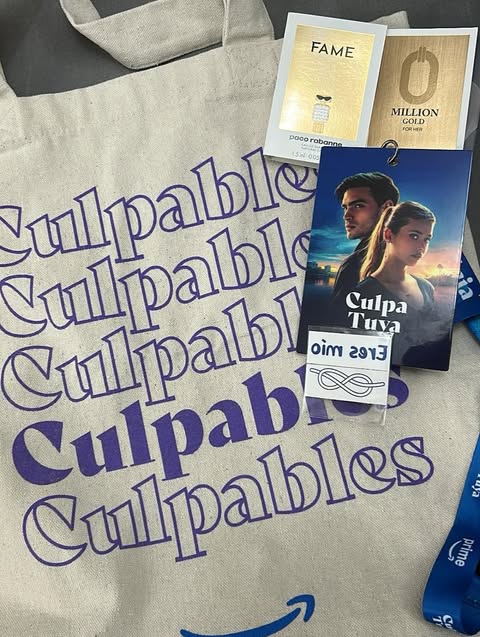 FAME
paco rabanne
MILLION
GOLD
FOR HER
Culpables
Culpables
Culpables
Culpables
Culpables
Culpa
Tuya
Eres mío
prime